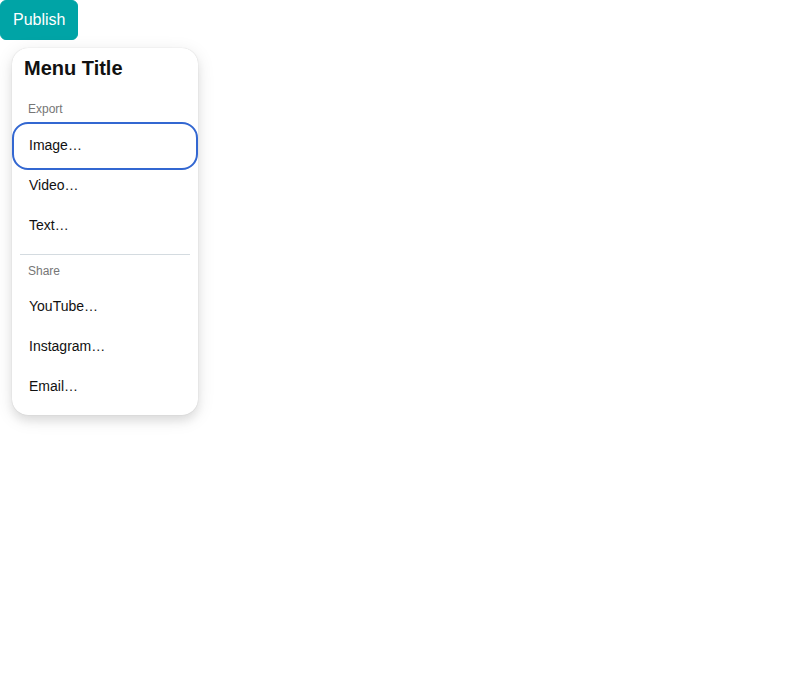 Publish
Menu Title
Export
Image…
Video…
Text…
Share
YouTube…
Instagram…
Email…